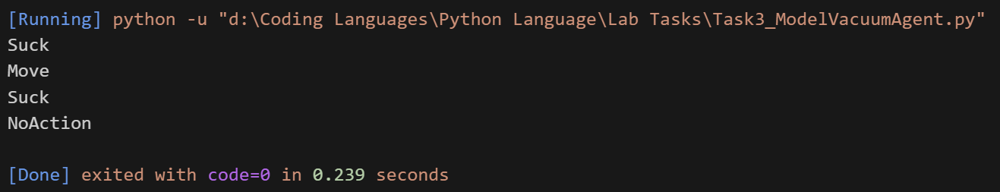 [Running] python -u "d:\Coding Languages\Python Language\Lab Tasks\Task3_ModelVacuumAgent.py"
Suck
Move
Suck
NoAction
[Done] exited with code=0 in 0.239 seconds